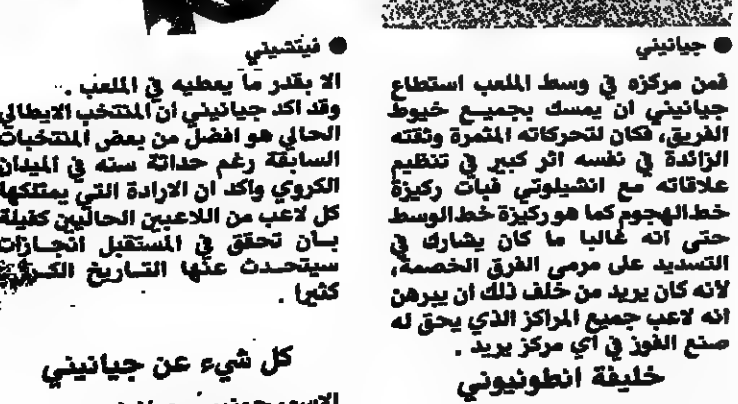 ● جيانيني
فمن مركزه في وسط الملعب استطاع
جيانيني ان يمسك بجميـع خيوط
الفريق، فكان لتحركاته المثمرة وثقته
الزائدة في نفسه اثر كبير في تنظيم
علاقاته مع انشيلوتي فبات ركيزة
خط الهجوم كما هو ركيزة خط الوسط
حتى انه غالبا ما كان يشارك في
التسديد على مرمى الفرق الخصمة،
لانه كان يريد من خلف ذلك ان يبرهن
انه لاعب جميع المراكز الذي يحق له
صنع الفوز في اي مركز يريد .
خليفة انطونيوني
● فيتشيني
الا بقدر ما يعطيه في الملعب .
وقد اكد جيانيني ان المنتخب الايطالي
الحالي هو افضل من بعض المنتخبات
السابقة رغم حداثة سنه في الميدان
الكروي واكد ان الارادة التي يمتلكها
كل لاعب من اللاعبين الحاليين كفيلة
بـان تحقق في المستقبل انجـازات
سيتحـدث عنها التـاريخ الكـروي
كثيرا .
كل شيء عن جيانيني